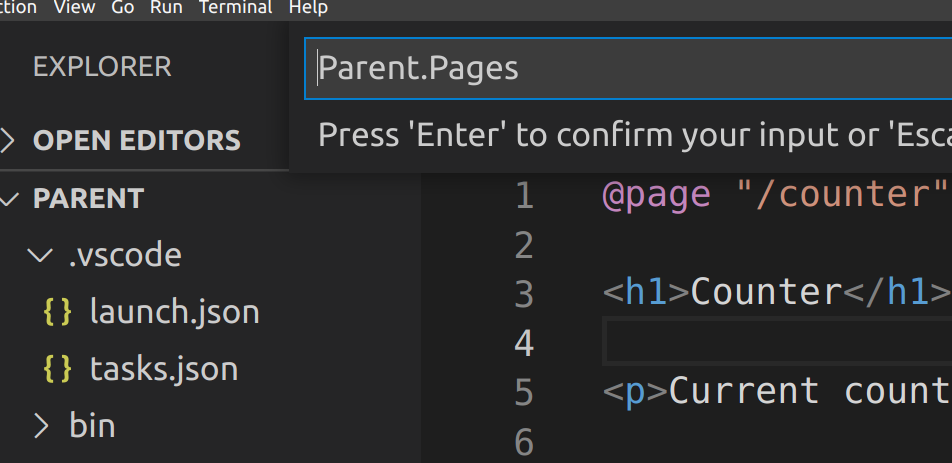 ction View Go Run Terminal Help
EXPLORER
Parent.Pages
OPEN EDITORS
Press 'Enter' to confirm your input or 'Esca
PARENT
1 @page "/counter"
2
.vscode
3 <h1>Counter</h1>
{ } launch.json
4
{ } tasks.json
5 <p>Current count
bin
6